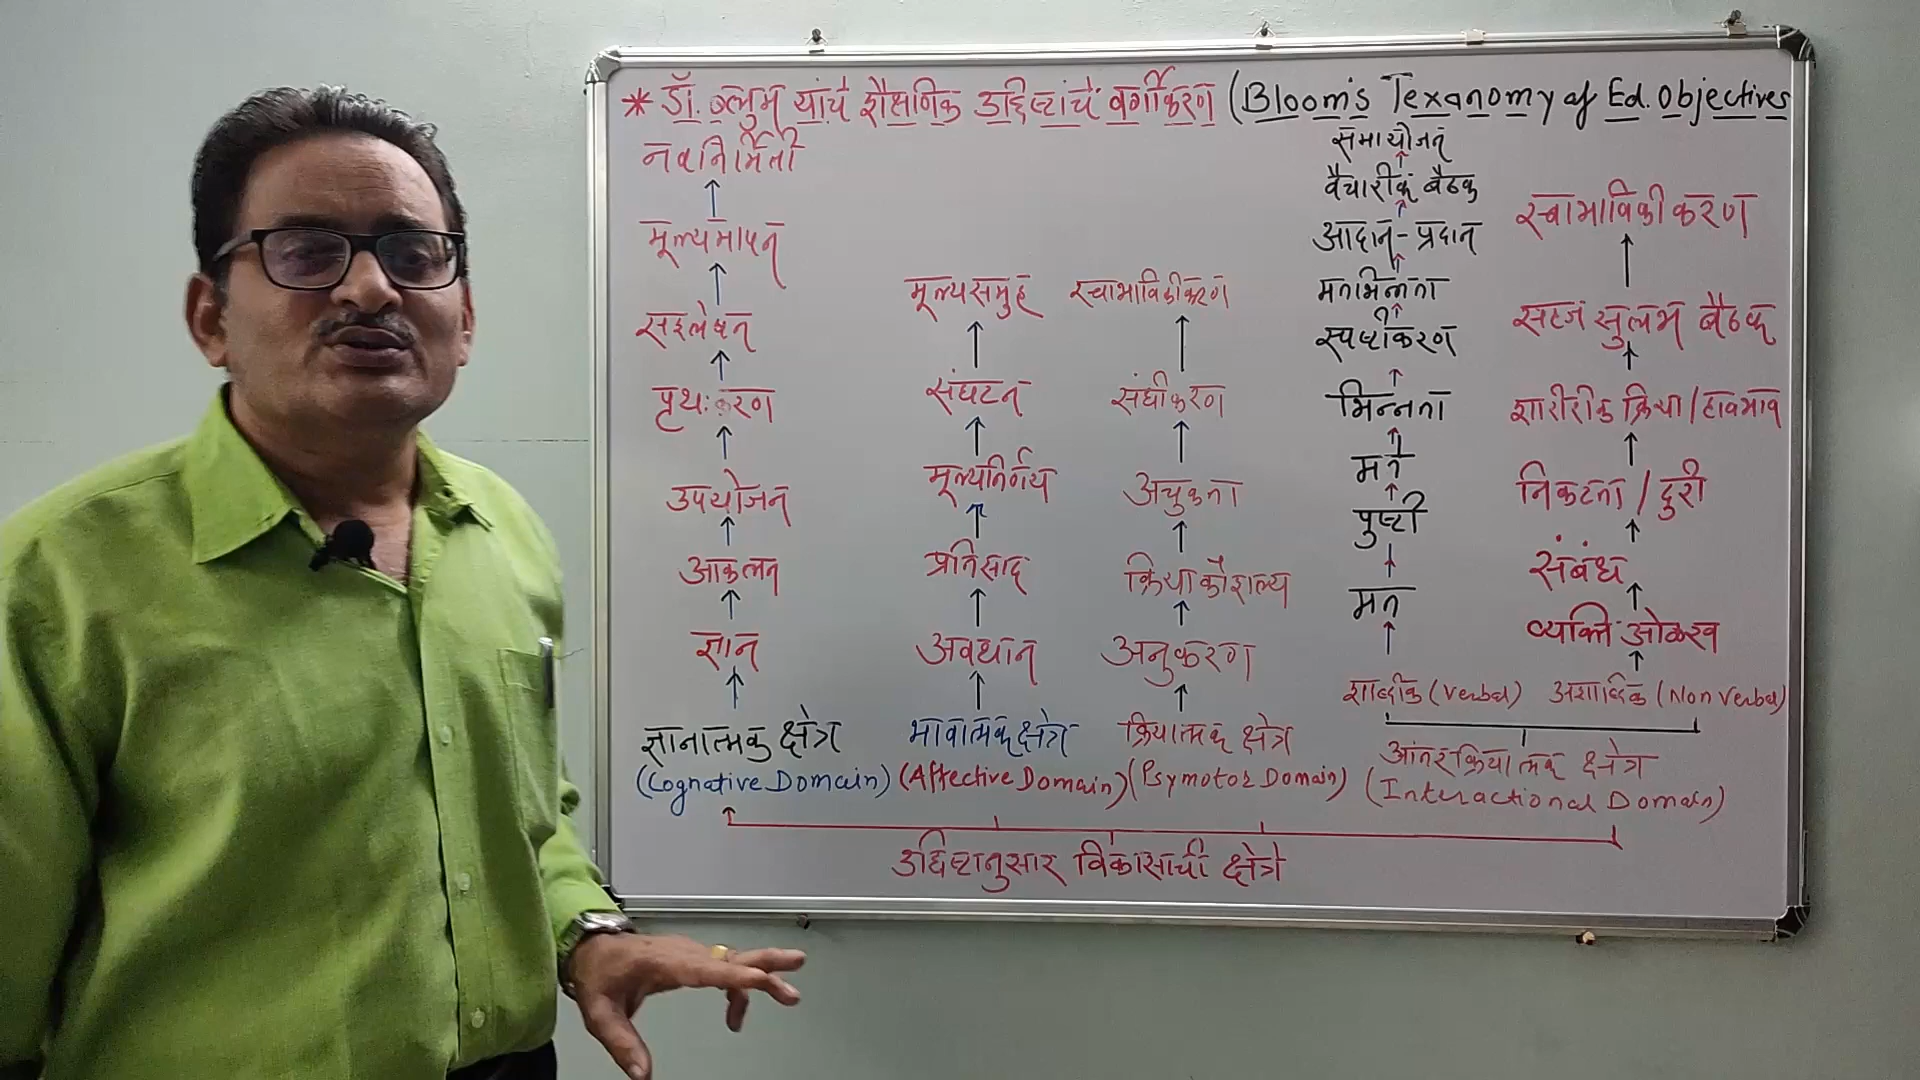 * डॉ. ब्लुम यांचे शैक्षणिक उद्दिष्टांचे वर्गीकरण (Bloom's Texanomy of Ed. Objectives
नवनिर्मिती
मूल्यमापन
संश्लेषण
पृथःकरण
उपयोजन
आकलन
ज्ञान
ज्ञानात्मक क्षेत्र
(Cognative Domain)
मूल्यसमुह
संघटन
मूल्यनिर्णय
प्रतिसाद
अवधान
भावात्मक क्षेत्र
(Affective Domain)
स्वाभाविकीकरण
संधीकरण
अचुकता
क्रिया कौशल्य
अनुकरण
क्रियात्मक क्षेत्र
(Psymotor Domain)
समायोजन
वैचारीक बैठक
आदान-प्रदान
मतभिन्नता
स्पष्टीकरण
भिन्नता
मत
पुष्टी
मत
शाब्दीक (Verbal)
स्वाभाविकीकरण
सहज सुलभ बैठक
शारीरीक क्रिया/हावभाव
निकटता/दुरी
संबंध
व्यक्ति ओळख
अशाब्दिक (Non Verbal)
आंतरक्रियात्मक क्षेत्र
(Interactional Domain)
उद्दिष्टानुसार विकासाची क्षेत्रे